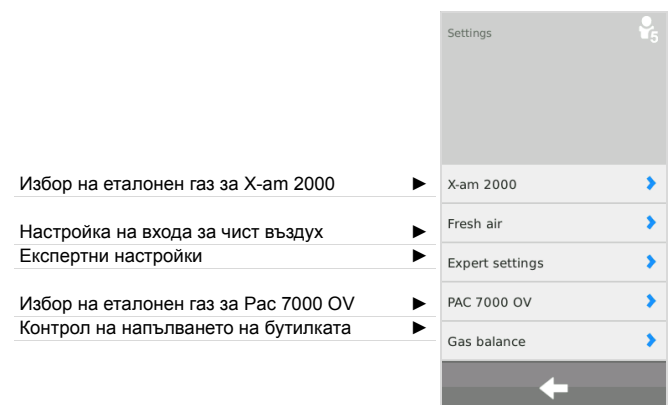 Settings
5
Избор на еталонен газ за X-am 2000 ►
X-am 2000
Настройка на входа за чист въздух ►
Fresh air
Експертни настройки ►
Expert settings
Избор на еталонен газ за Pac 7000 OV ►
PAC 7000 OV
Контрол на напълването на бутилката ►
Gas balance